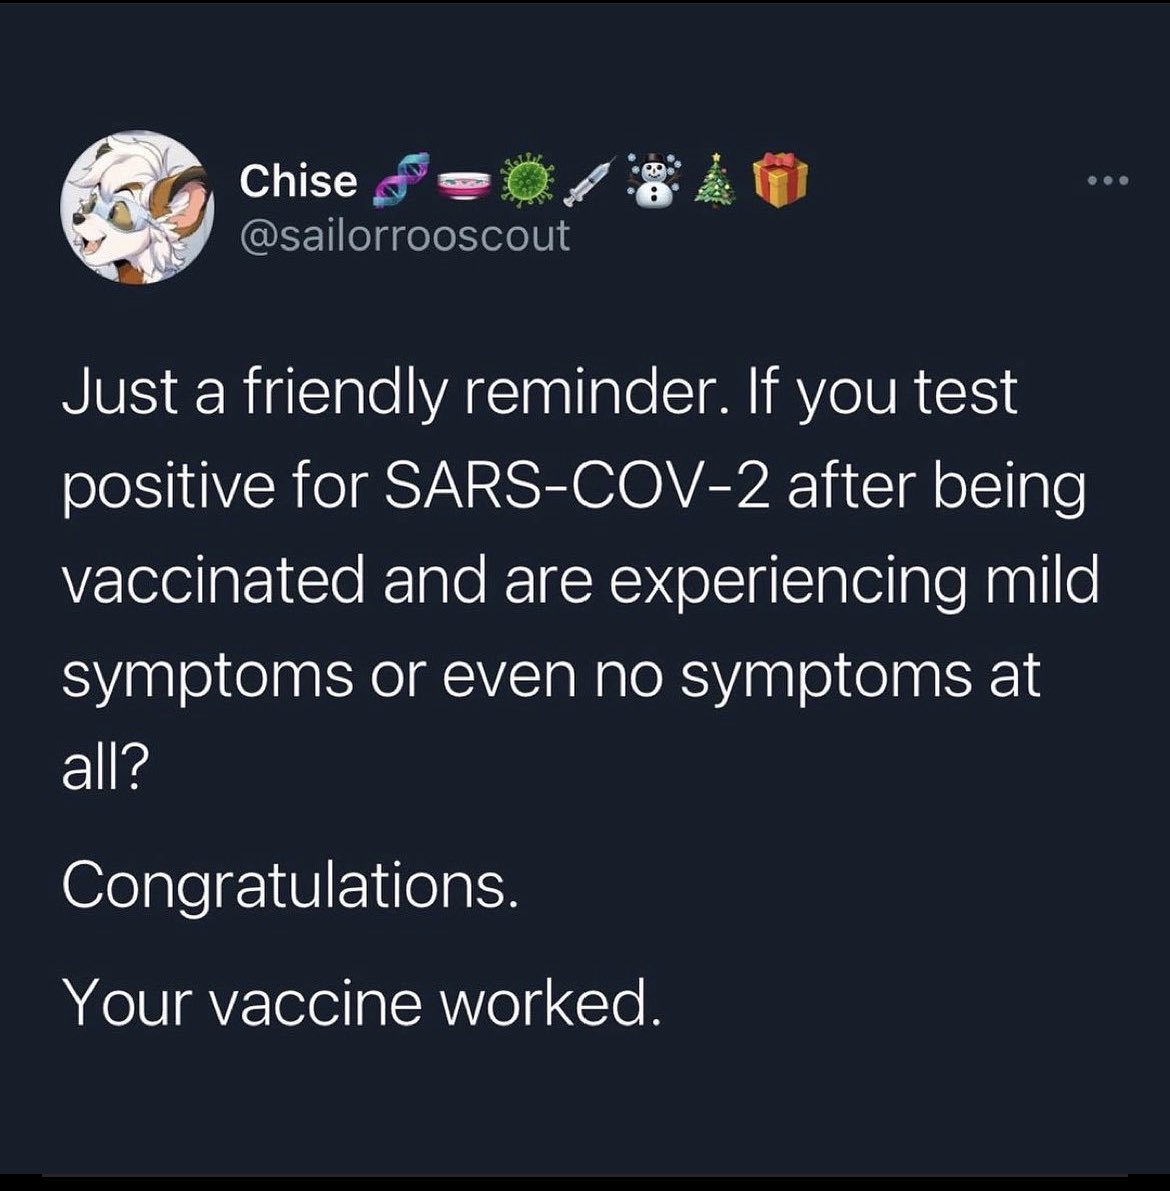 Chise 🧬🧫🦠💉☃️🎄🎁
@sailorrooscout
Just a friendly reminder. If you test
positive for SARS-COV-2 after being
vaccinated and are experiencing mild
symptoms or even no symptoms at
all?
Congratulations.
Your vaccine worked.